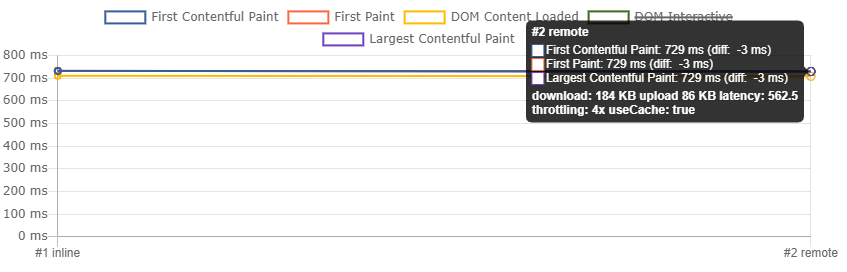 First Contentful Paint First Paint DOM Content Loaded DOM Interactive
Largest Contentful Paint
#2 remote
First Contentful Paint: 729 ms (diff: -3 ms)
First Paint: 729 ms (diff: -3 ms)
Largest Contentful Paint: 729 ms (diff: -3 ms)
download: 184 KB upload 86 KB latency: 562.5
throttling: 4x useCache: true
800 ms
700 ms
600 ms
500 ms
400 ms
300 ms
200 ms
100 ms
0 ms
#1 inline #2 remote